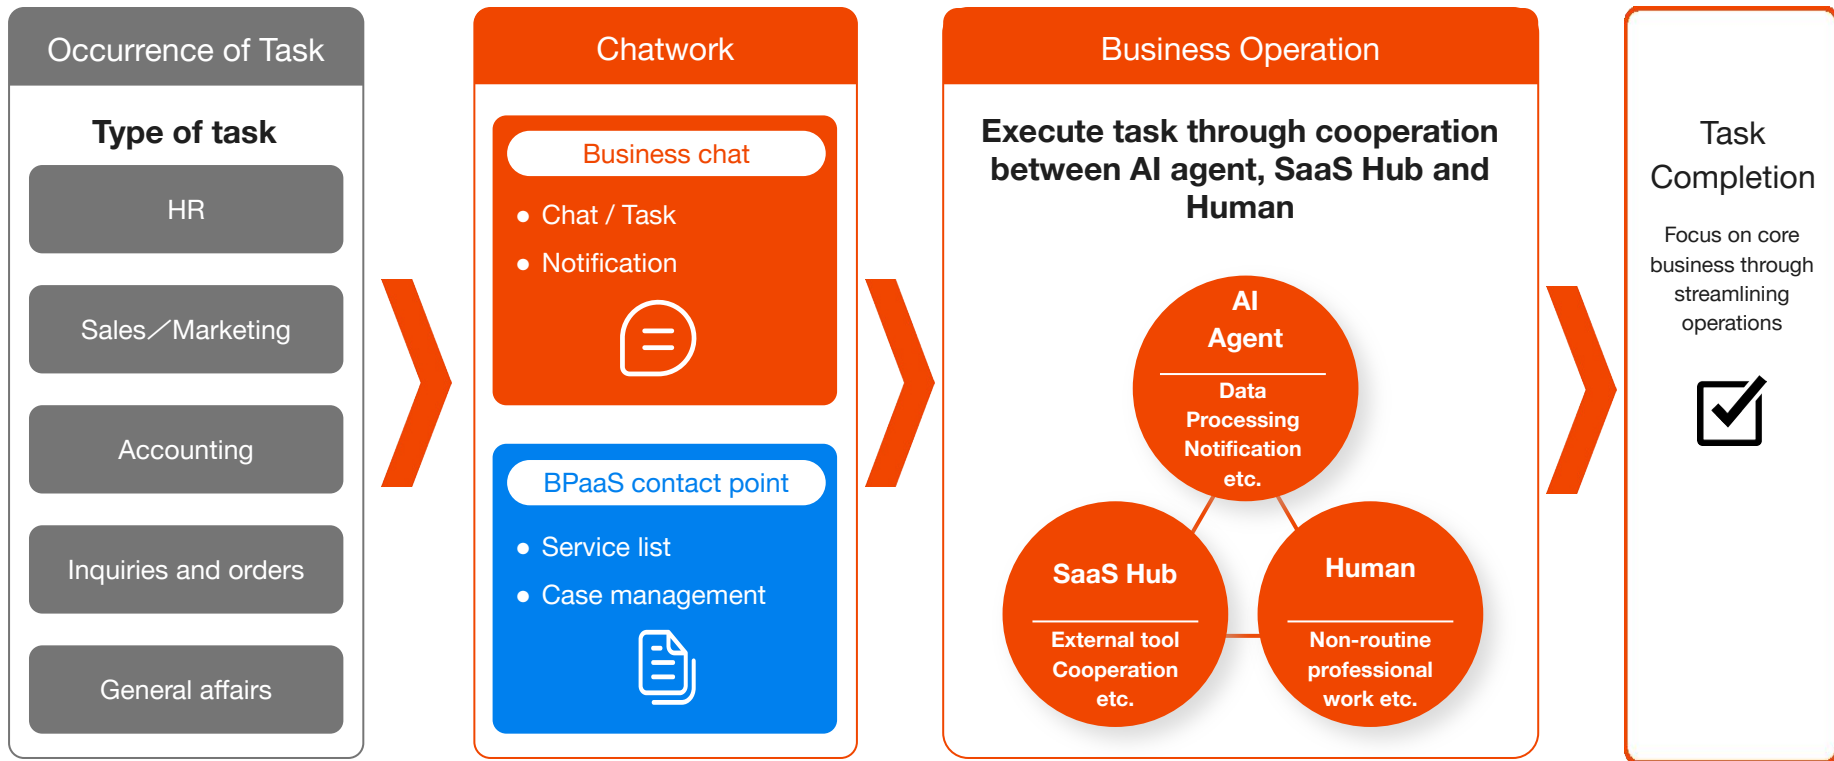 Occurrence of Task
Type of task
HR
Sales／Marketing
Accounting
Inquiries and orders
General affairs
Chatwork
Business chat
● Chat / Task
● Notification
BPaaS contact point
● Service list
● Case management
Business Operation
Execute task through cooperation
between AI agent, SaaS Hub and
Human
AI
Agent
Data
Processing
Notification
etc.
SaaS Hub
External tool
Cooperation
etc.
Human
Non-routine
professional
work etc.
Task
Completion
Focus on core
business through
streamlining
operations